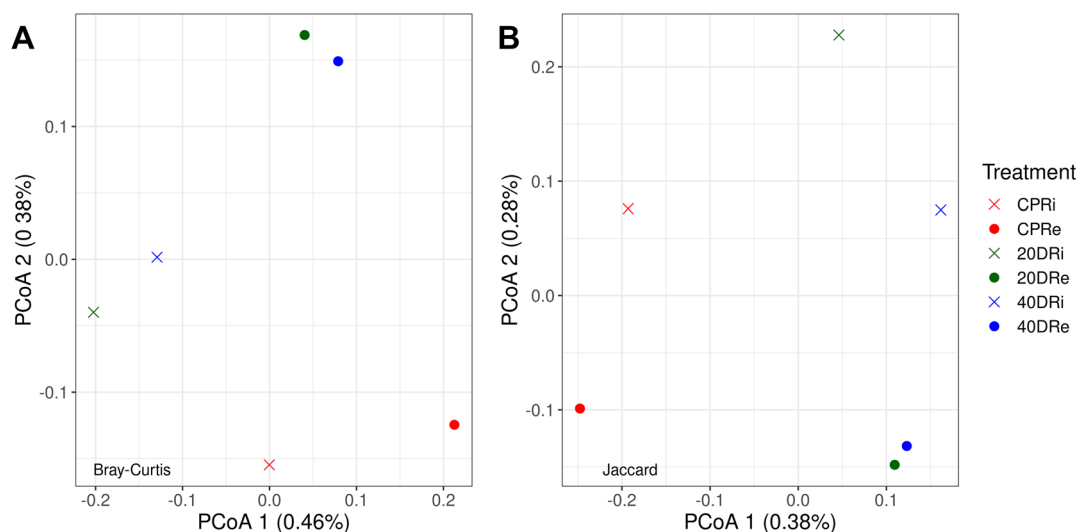 A
PCoA 2 (0 38%)
0.1
0.0
-0.1
Bray-Curtis
-0.2
-0.1
0.0
0.1
0.2
PCoA 1 (0.46%)
B
PCoA 2 (0.28%)
0.2
0.1
0.0
-0.1
Jaccard
-0.2
-0.1
0.0
0.1
PCoA 1 (0.38%)
Treatment
CPRi
CPRe
20DRi
20DRe
40DRi
40DRe